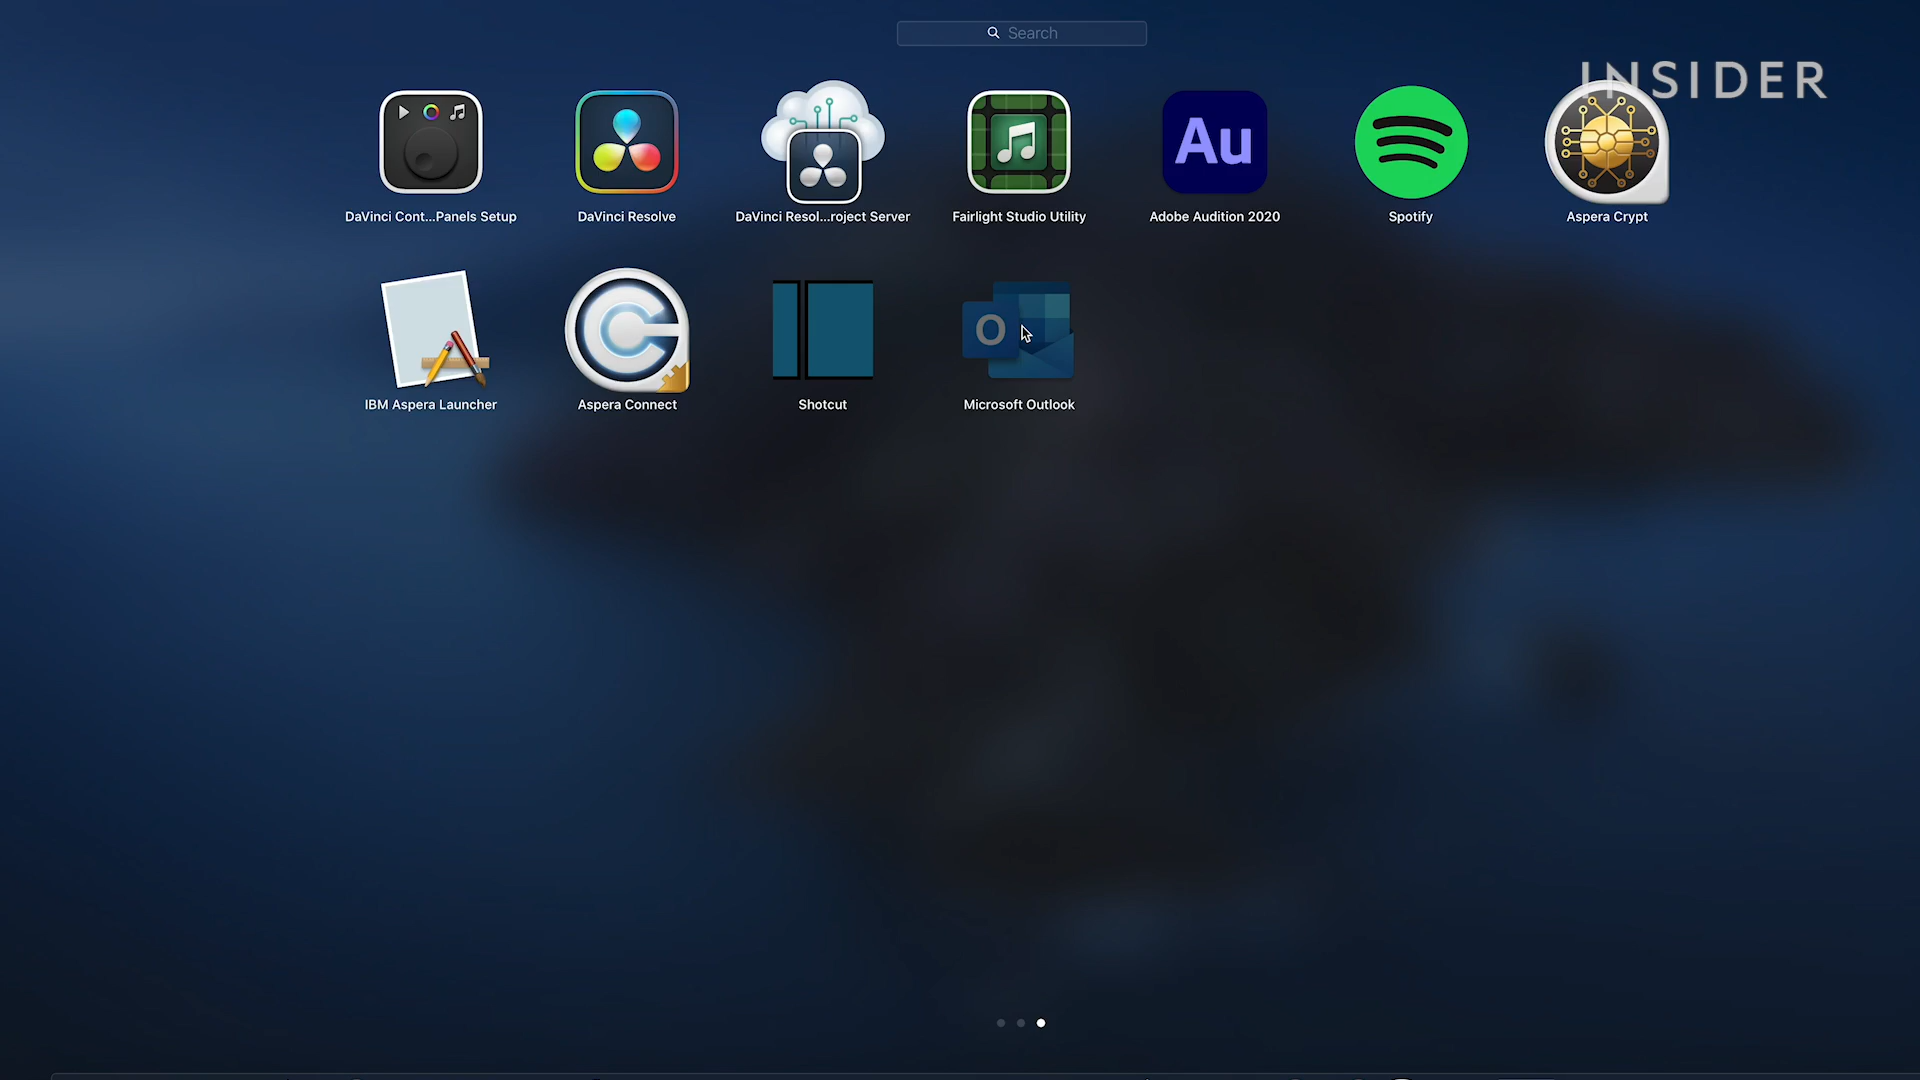 Search
INSIDER
Au
DaVinci Cont...Panels Setup
DaVinci Resolve
DaVinci Resol...roject Server
Fairlight Studio Utility
Adobe Audition 2020
Spotify
Aspera Crypt
O
IBM Aspera Launcher
Aspera Connect
Shotcut
Microsoft Outlook